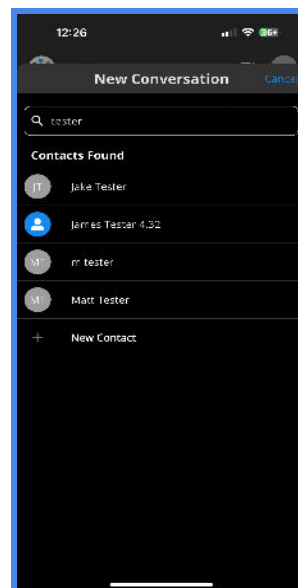 12:26
36+
New Conversation
Cancel
tester
Contacts Found
JT Jake Tester
James Tester 4.32
MT m tester
MT Matt Tester
+ New Contact